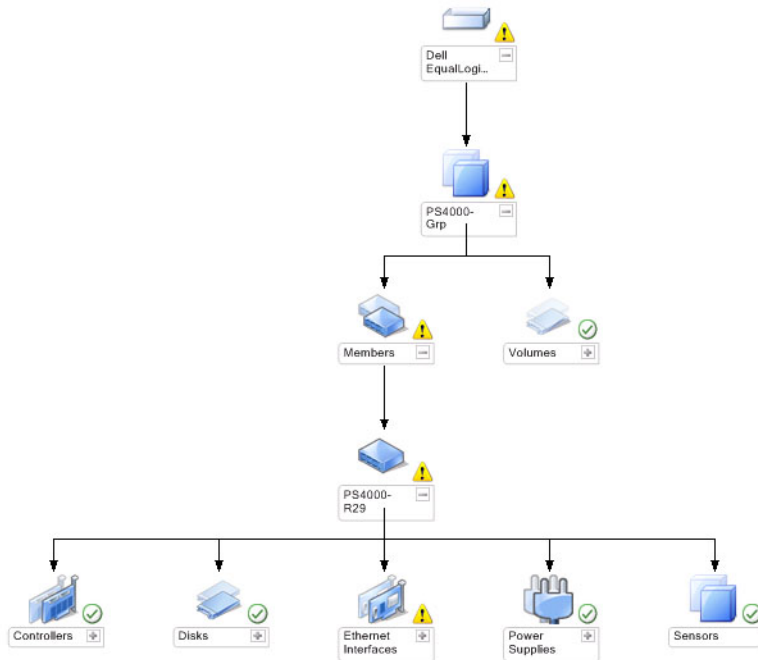 Dell
EqualLogi...
PS4000-
Grp
Members
Volumes
PS4000-
R29
Controllers
Disks
Ethernet
Interfaces
Power
Supplies
Sensors